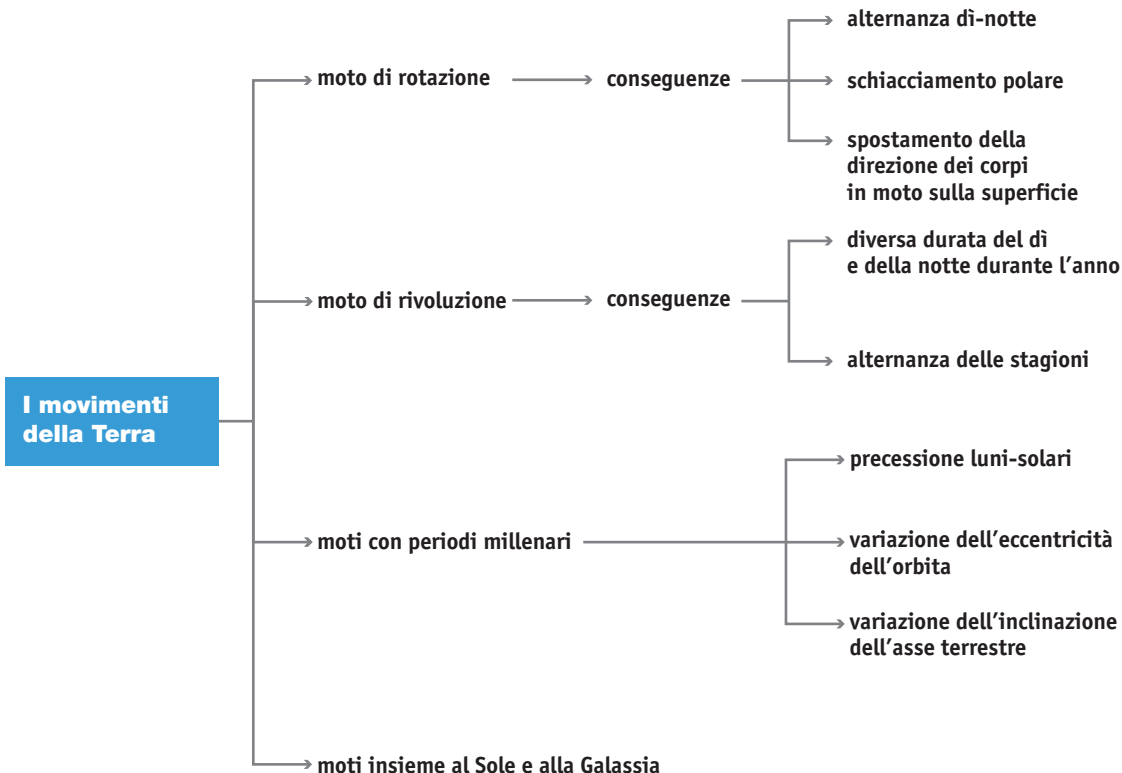 I movimenti
della Terra
moto di rotazione
conseguenze
alternanza dì-notte
schiacciamento polare
spostamento della
direzione dei corpi
in moto sulla superficie
moto di rivoluzione
conseguenze
diversa durata del dì
e della notte durante l'anno
alternanza delle stagioni
moti con periodi millenari
precessione luni-solari
variazione dell'eccentricità
dell'orbita
variazione dell'inclinazione
dell'asse terrestre
moti insieme al Sole e alla Galassia